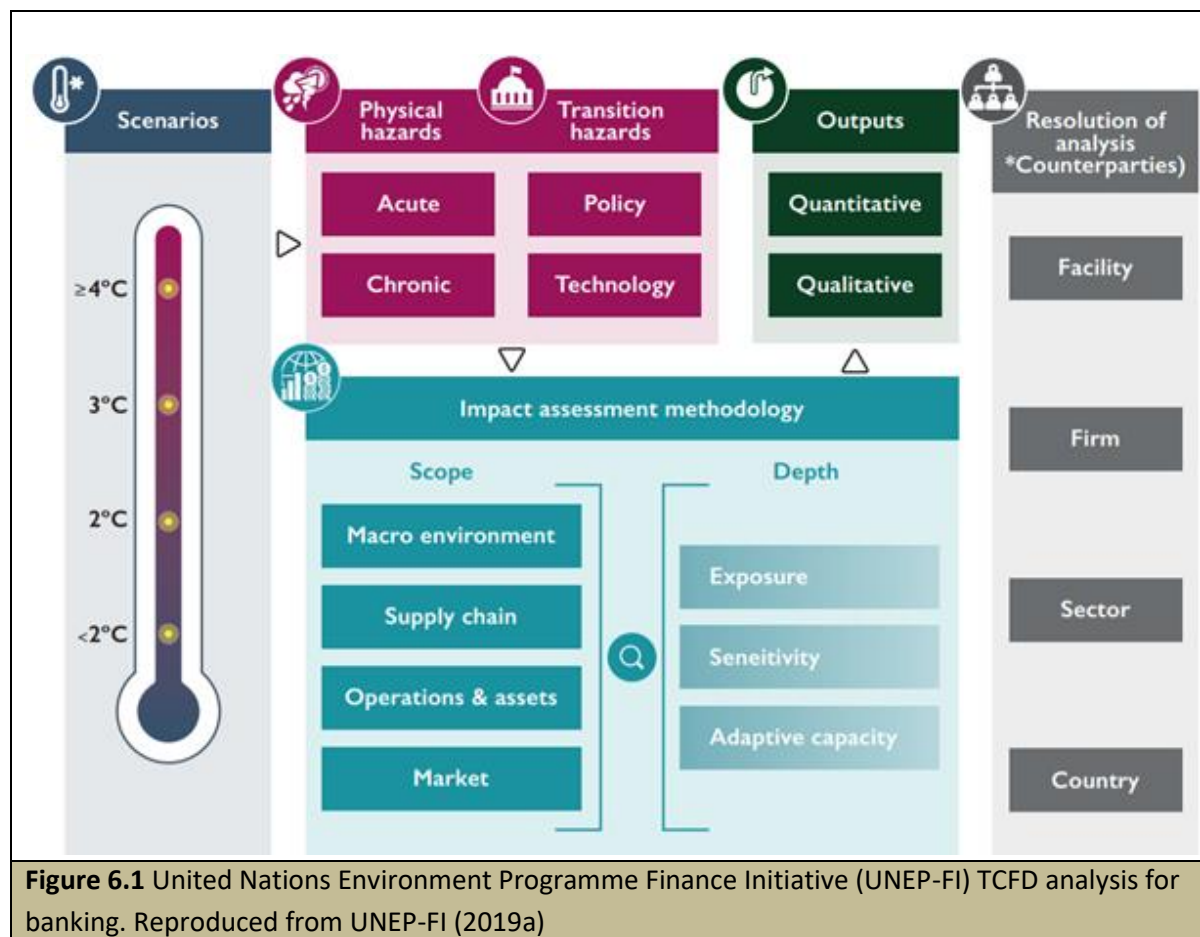 Scenarios
≥4°C
3°C
2°C
<2°C
Physical
hazards
Transition
hazards
Acute
Policy
Chronic
Technology
Outputs
Quantitative
Qualitative
Impact assessment methodology
Scope
Macro environment
Supply chain
Operations & assets
Market
Depth
Exposure
Seneitivity
Adaptive capacity
Resolution of
analysis
*Counterparties)
Facility
Firm
Sector
Country
Figure 6.1 United Nations Environment Programme Finance Initiative (UNEP-FI) TCFD analysis for
banking. Reproduced from UNEP-FI (2019a)